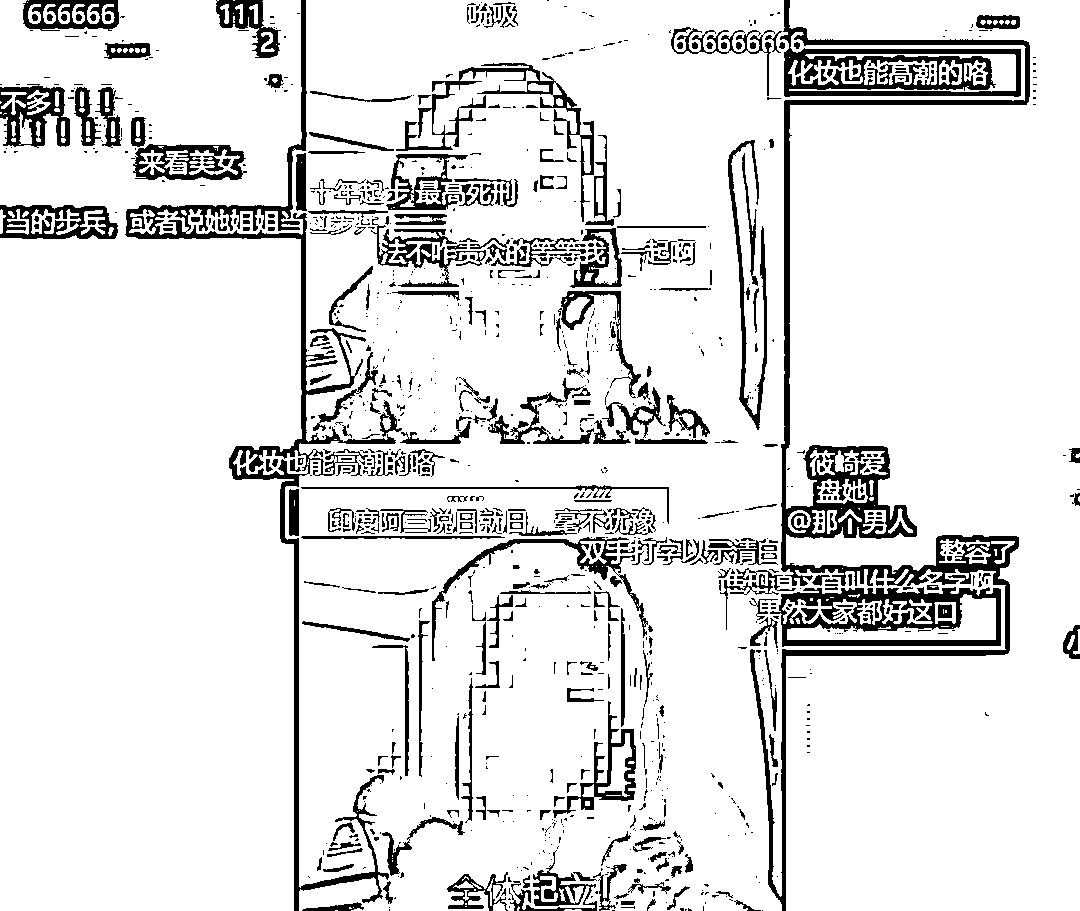 666666
111
吮吸
......
......
2
666666666
化妆也能高潮的咯
不多！！！
！！！！！！
来看美女
十年起步,最高死刑
当的步兵，或者说她姐姐当的步兵
法不咋贵众的等等我
一起啊
化妆也能高潮的咯
筱崎爱
......
盘她!
印度阿三说日就日，毫不犹豫
@那个男人
双手打字以示清白
整容了
谁知道这首叫什么名字啊
果然大家都好这口
全体起立!